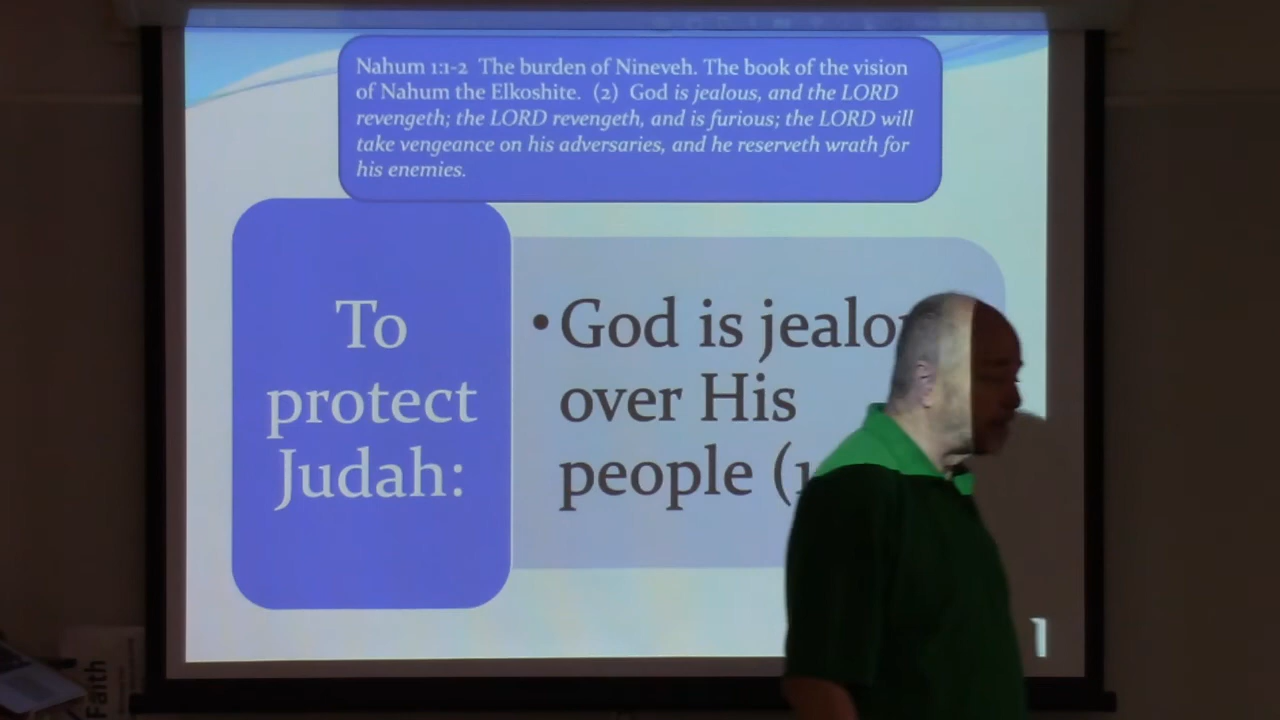 Nahum 1:1-2 The burden of Nineveh. The book of the vision
of Nahum the Elkoshite. (2) God is jealous, and the LORD
revengeth; the LORD revengeth, and is furious; the LORD will
take vengeance on his adversaries, and he reserveth wrath for
his enemies.
To
protect
Judah:
• God is
over His
people
Faith